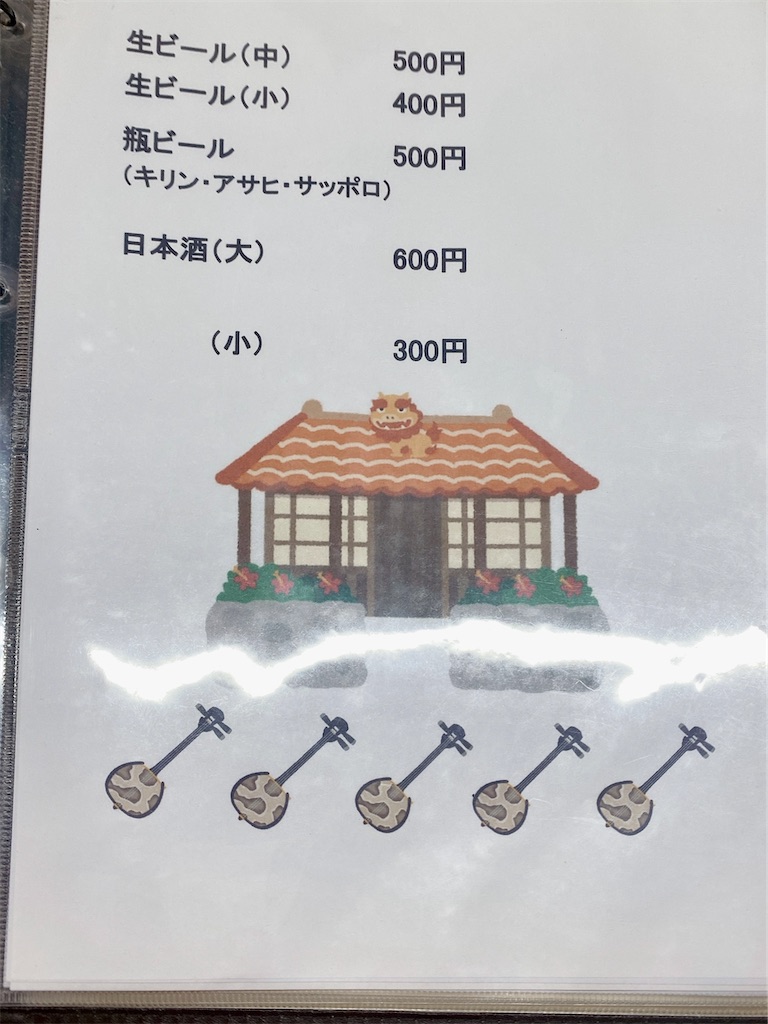 生ビール(中) 500円
生ビール(小) 400円
瓶ビール 500円
(キリン・アサヒ・サッポロ)
日本酒(大) 600円
(小) 300円